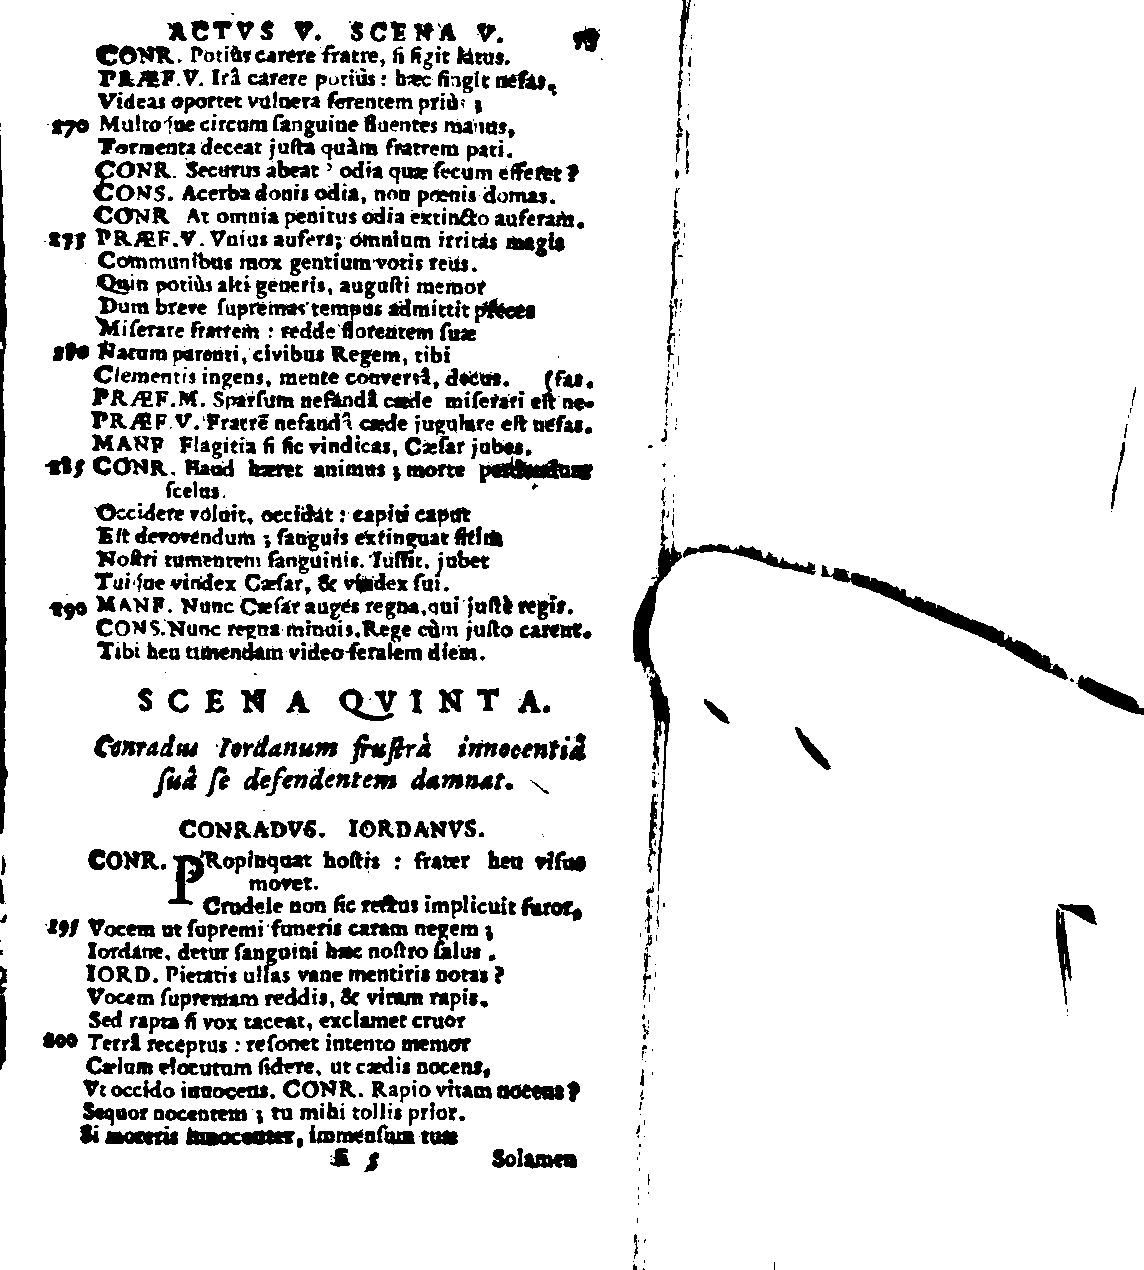 ACTVS V. SCENA V. 73
CONR. Potiùs carere fratre, ſi figit latus.
PRÆF.V. Irâ carere potiùs: hæc fingit nefas,
Videas oportet vulnera ferentem priùs;
270 Multoſue circum ſanguine fluentes manus,
Tormenta deceat juſta quàm fratrem pati.
CONR. Securus abeat, odia quæ ſecum efferet?
CONS. Acerba donis odia, non pœnis domas.
CONR At omnia penitus odia extincto auferam.
275 PRÆF.V. Vnius aufers; omnium irritas magis
Communibus mox gentium votis reus.
Quin potiùs alti generis, auguſti memor
Dum breve ſupremas tempus admittit preces
Miſerare fratrem: redde florentem ſuæ
280 Natum parenti, civibus Regem, tibi
Clementis ingens, mente converſâ, decus. (fas.
PRÆF.M. Sparſum nefandâ cæde miſerari eſt ne-
PRÆF.V. Fratrē nefandâ cæde jugulare eſt nefas.
MANF Flagitia ſi ſic vindicas, Cæſar jubes.
285 CONR. Haud hæret animus; morte
ſcelus.
Occidere voluit, occidat: capiti caput
Eſt devovendum; ſanguis extinguat ſitim
Noſtri tumentem ſanguinis. Iuſſit, jubet
Tuiſue vindex Cæſar, & vindex ſui.
290 MANF. Nunc Cæſar auges regna, qui juſtè regis.
CONS. Nunc regna minuis. Rege cùm juſto carent.
Tibi heu timendam video feralem diem.
SCENA QVINTA.
Conradus Iordanum fruſtrà innocentiâ
ſuâ ſe defendentem damnat.
CONRADVS. IORDANVS.
CONR. PRopinquat hoſtis: frater heu viſus
movet.
Crudele non ſic rectus implicuit furor,
295 Vocem ut ſupremi funeris caram negem;
Iordane, detur ſanguini hæc noſtro ſalus.
IORD. Pietatis ullas vane mentiris notas?
Vocem ſupremam reddis, & vitam rapis.
Sed rapta ſi vox taceat, exclamet cruor
300 Terrâ receptus: reſonet intento memor
Cælum elocutum ſidere, ut cædis nocens,
Vt occido innocens. CONR. Rapio vitam nocens?
Sequor nocentem; tu mihi tollis prior.
Si moreris innocenter, immenſum tuæ
ſi 5 Solamen